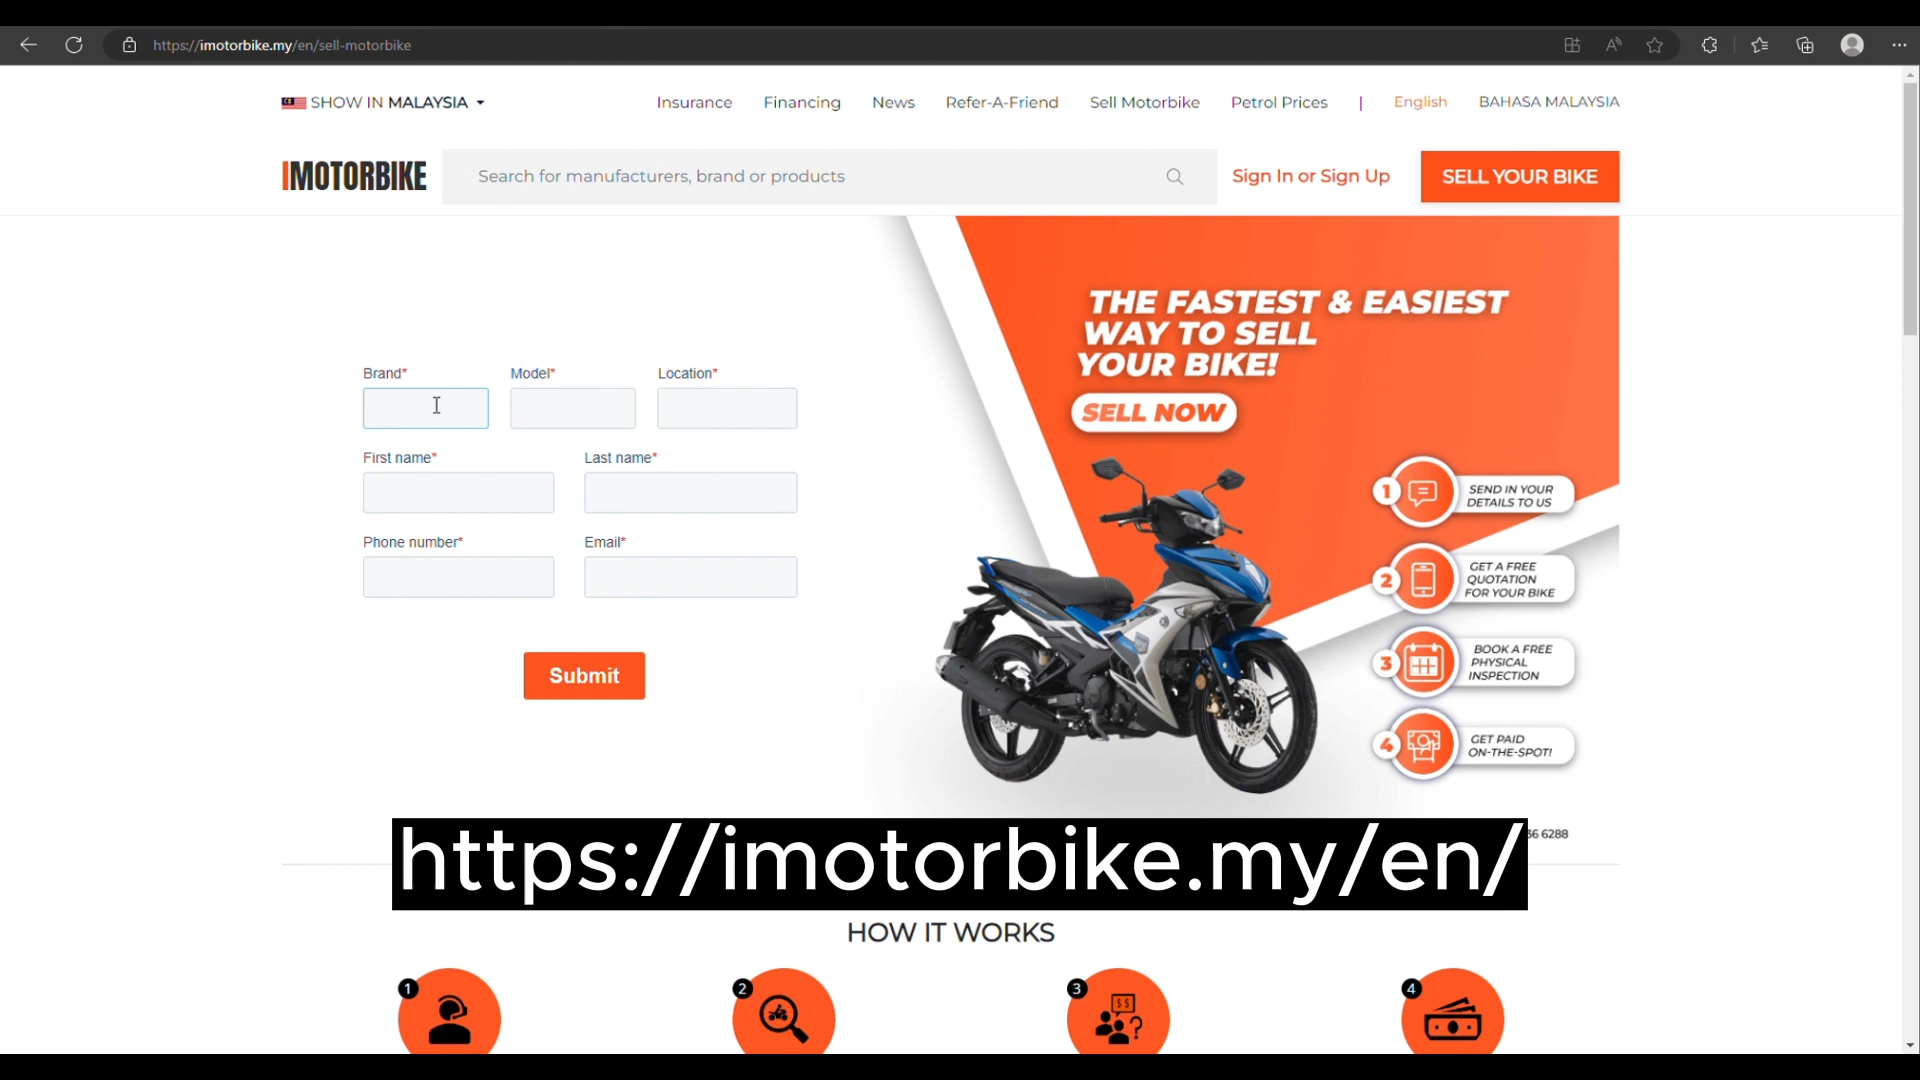 https://imotorbike.my/en/sell-motorbike
SHOW IN MALAYSIA
Insurance
Financing
News
Refer-A-Friend
Sell Motorbike
Petrol Prices
|
English
BAHASA MALAYSIA
IMOTORBIKE
Search for manufacturers, brand or products
Sign In or Sign Up
SELL YOUR BIKE
THE FASTEST & EASIEST
WAY TO SELL
YOUR BIKE!
SELL NOW
Brand*
Model*
Location*
First name*
Last name*
Phone number*
Email*
Submit
1
SEND IN YOUR
DETAILS TO US
2
GET A FREE
QUOTATION
FOR YOUR BIKE
3
BOOK A FREE
PHYSICAL
INSPECTION
4
GET PAID
ON-THE-SPOT!
36 6288
https://imotorbike.my/en/
HOW IT WORKS
1
2
3
$$
?
4